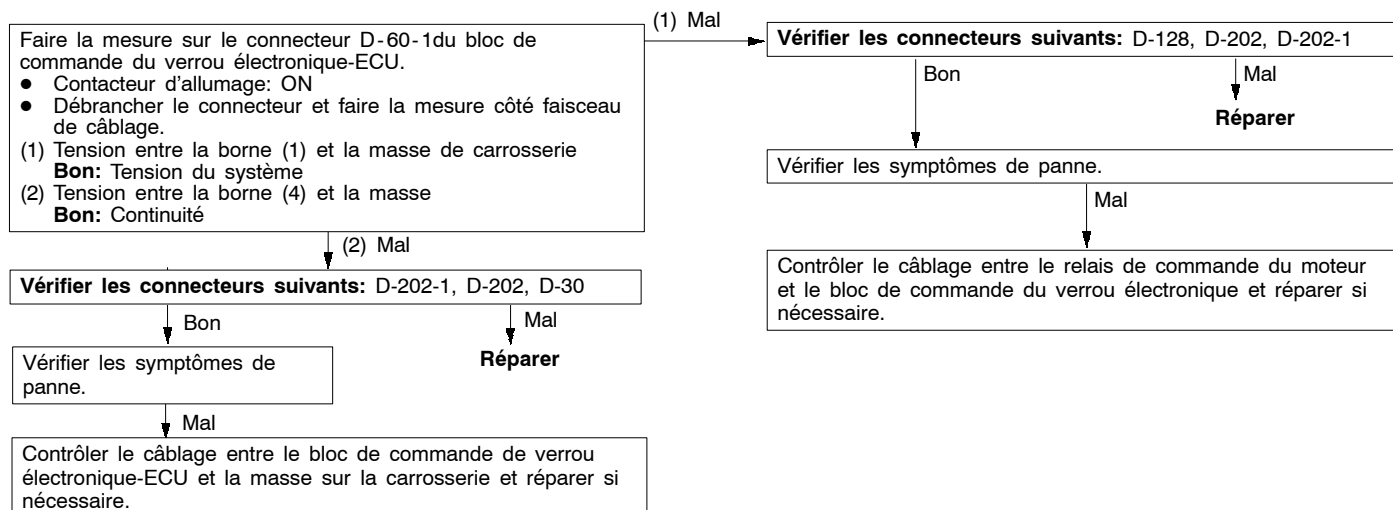 Faire la mesure sur le connecteur D-60-1du bloc de
commande du verrou électronique-ECU.
● Contacteur d'allumage: ON
● Débrancher le connecteur et faire la mesure côté faisceau
de câblage.
(1) Tension entre la borne (1) et la masse de carrosserie
Bon: Tension du système
(2) Tension entre la borne (4) et la masse
Bon: Continuité
(1) Mal
Vérifier les connecteurs suivants: D-128, D-202, D-202-1
Bon
Mal
Réparer
Vérifier les symptômes de panne.
Mal
Contrôler le câblage entre le relais de commande du moteur
et le bloc de commande du verrou électronique et réparer si
nécessaire.
(2) Mal
Vérifier les connecteurs suivants: D-202-1, D-202, D-30
Bon
Mal
Réparer
Vérifier les symptômes de
panne.
Mal
Contrôler le câblage entre le bloc de commande de verrou
électronique-ECU et la masse sur la carrosserie et réparer si
nécessaire.